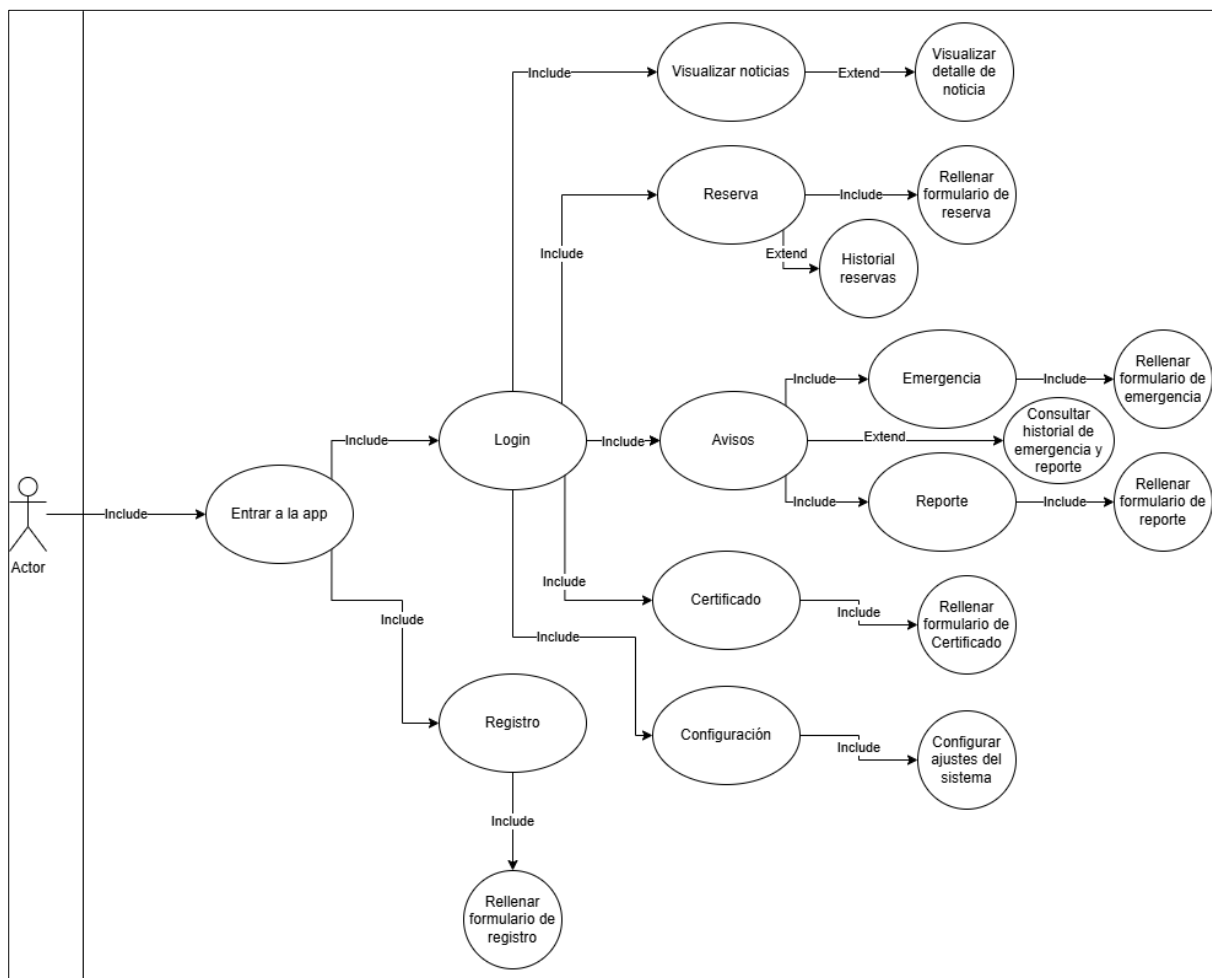 Include
Visualizar noticias
Extend
Visualizar
detalle de
noticia
Include
Reserva
Include
Rellenar
formulario de
reserva
Extend
Historial
reservas
Include
Login
Include
Avisos
Include
Emergencia
Include
Rellenar
formulario de
emergencia
Extend
Consultar
historial de
emergencia y
reporte
Include
Reporte
Include
Rellenar
formulario de
reporte
Actor
Include
Entrar a la app
Include
Certificado
Include
Rellenar
formulario de
Certificado
Include
Configuración
Include
Configurar
ajustes del
sistema
Include
Registro
Include
Rellenar
formulario de
registro